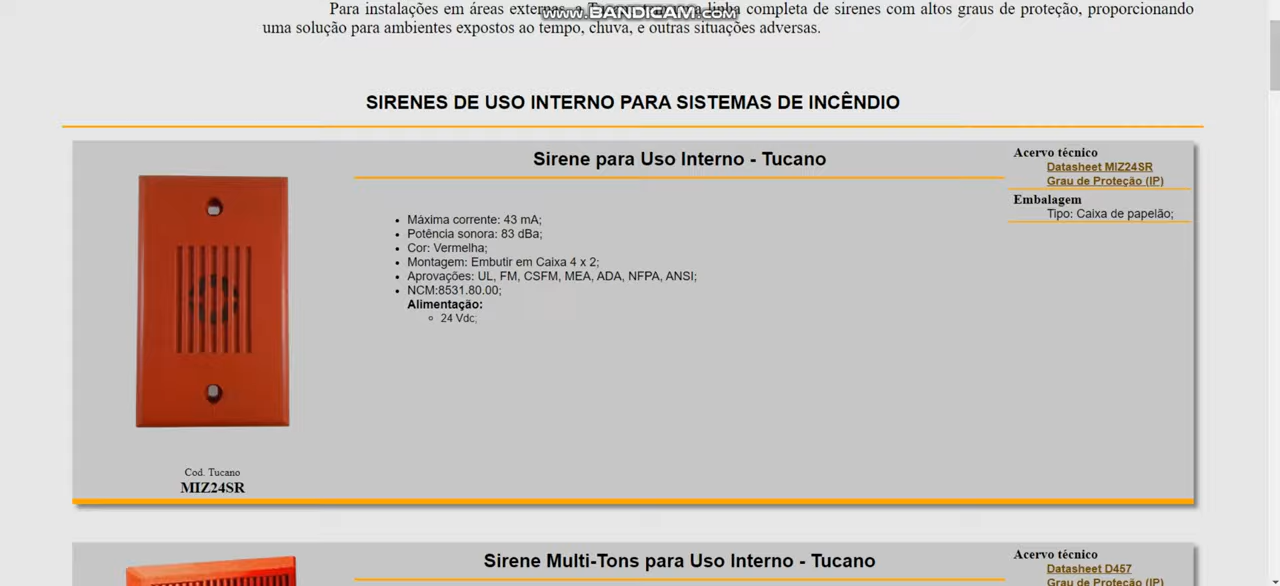 Para instalações em áreas externas, a linha completa de sirenes com altos graus de proteção, proporcionando
www.BANDICAM.com
uma solução para ambientes expostos ao tempo, chuva, e outras situações adversas.
SIRENES DE USO INTERNO PARA SISTEMAS DE INCÊNDIO
Sirene para Uso Interno - Tucano
Acervo técnico
Datasheet MIZ24SR
Grau de Proteção (IP)
Embalagem
Tipo: Caixa de papelão;
Máxima corrente: 43 mA;
Potência sonora: 83 dBa;
Cor: Vermelha;
Montagem: Embutir em Caixa 4 x 2;
Aprovações: UL, FM, CSFM, MEA, ADA, NFPA, ANSI;
NCM:8531.80.00;
Alimentação:
24 Vdc;
Cod. Tucano
MIZ24SR
Sirene Multi-Tons para Uso Interno - Tucano
Acervo técnico
Datasheet D457
Grau de Proteção (IP)